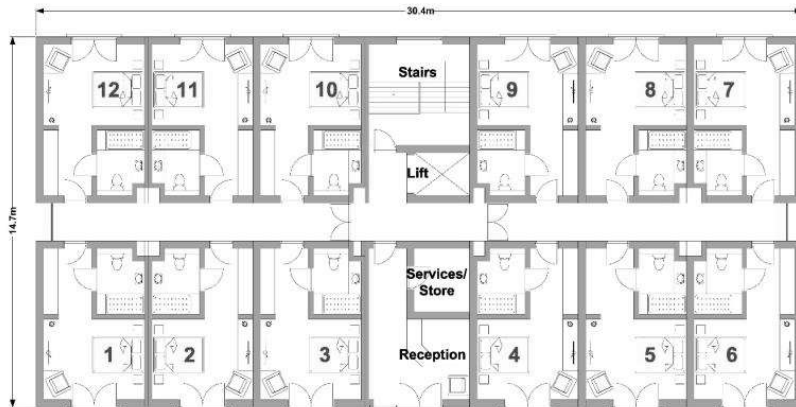 30.4m
14.7m
12
11
10
Stairs
9
8
7
Lift
Services/
Store
1
2
3
Reception
4
5
6